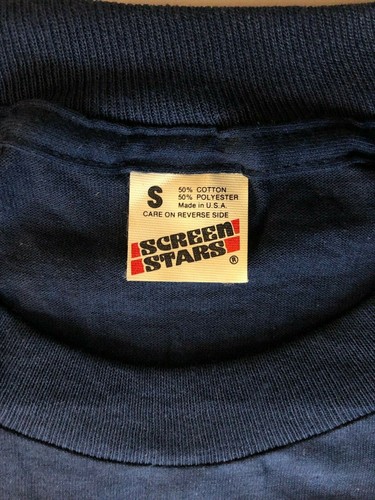 S
50% COTTON
50% POLYESTER
Made in U.S.A.
CARE ON REVERSE SIDE
SCREEN
STARS®